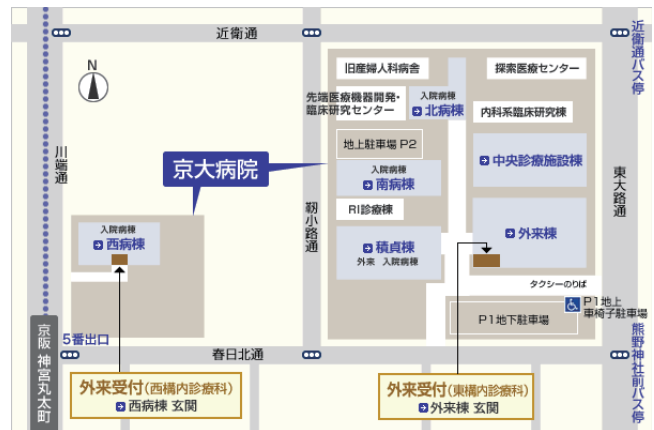 近衛通
近衛通バス停
N
旧産婦人科病舎
探索医療センター
入院病棟
北病棟
先端医療機器開発・
臨床研究センター
内科系臨床研究棟
地上駐車場 P2
中央診療施設棟
川端通
京大病院
入院病棟
南病棟
東大路通
靭小路通
RI診療棟
入院病棟
西病棟
積貞棟
外来 入院病棟
外来棟
タクシーのりば
P1地上
車椅子駐車場
P1地下駐車場
京阪 神宮丸太町
5番出口
春日北通
熊野神社前バス停
外来受付(西構内診療科)
西病棟 玄関
外来受付(東構内診療科)
外来棟 玄関